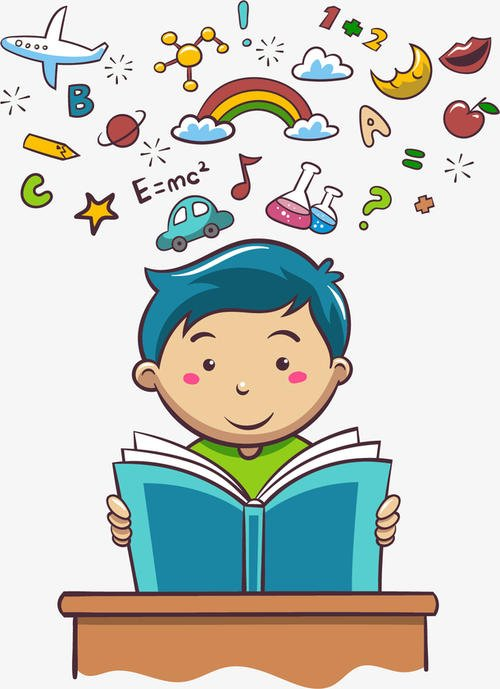 !
1+2
B
A
=
C
E=mc²
?
+